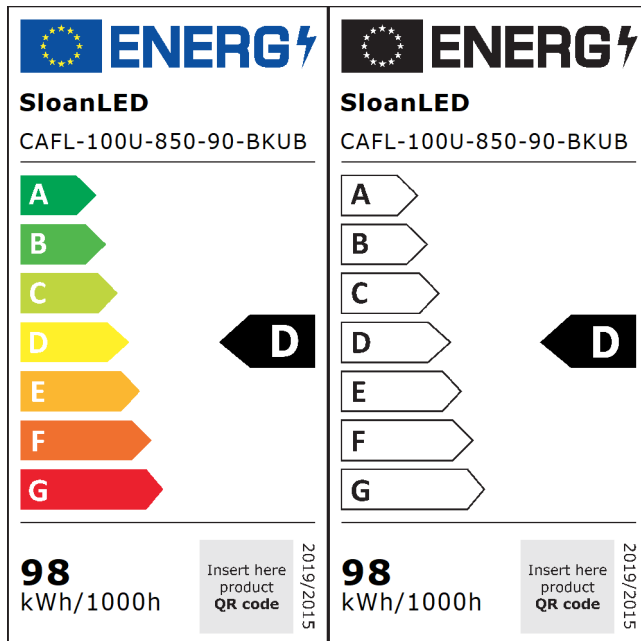 ENERG
SloanLED
CAFL-100U-850-90-BKUB
A
B
C
D
D
E
F
G
98
kWh/1000h
Insert here
product
QR code
2019/2015
ENERG
SloanLED
CAFL-100U-850-90-BKUB
A
B
C
D
D
E
F
G
98
kWh/1000h
Insert here
product
QR code
2019/2015